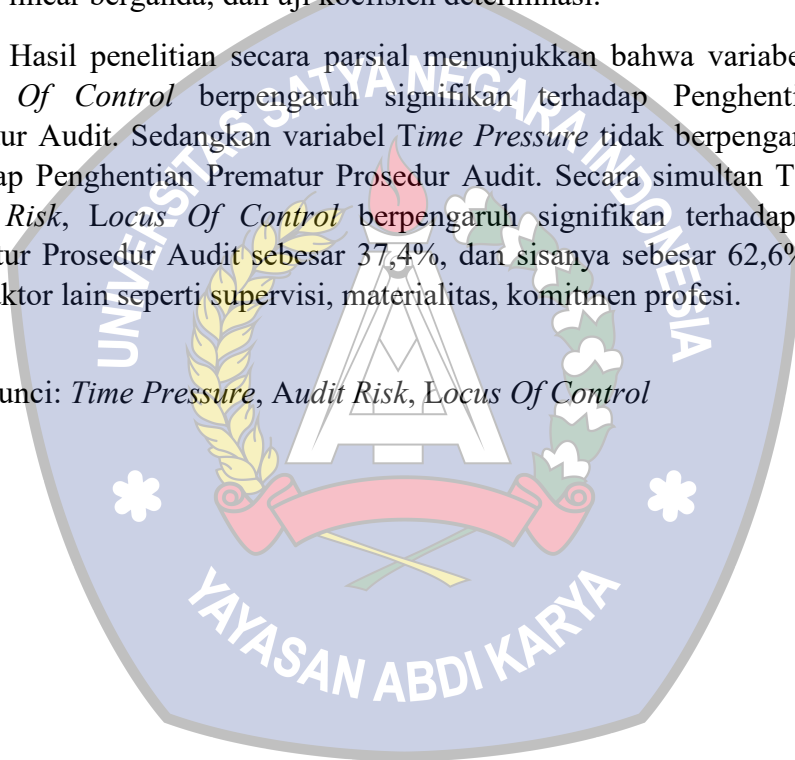 linear berganda, dan uji koefisien determinasi.
Hasil penelitian secara parsial menunjukkan bahwa variabe
Of Control berpengaruh signifikan terhadap Penghenti
ur Audit. Sedangkan variabel Time Pressure tidak berpengar
ap Penghentian Prematur Prosedur Audit. Secara simultan T
Risk, Locus Of Control berpengaruh signifikan terhadap
tur Prosedur Audit sebesar 37,4%, dan sisanya sebesar 62,6%
aktor lain seperti supervisi, materialitas, komitmen profesi.
unci: Time Pressure, Audit Risk, Locus Of Control
UNIVERSITAS SATYA NEGARA INDONESIA
YAYASAN ABDI KARYA